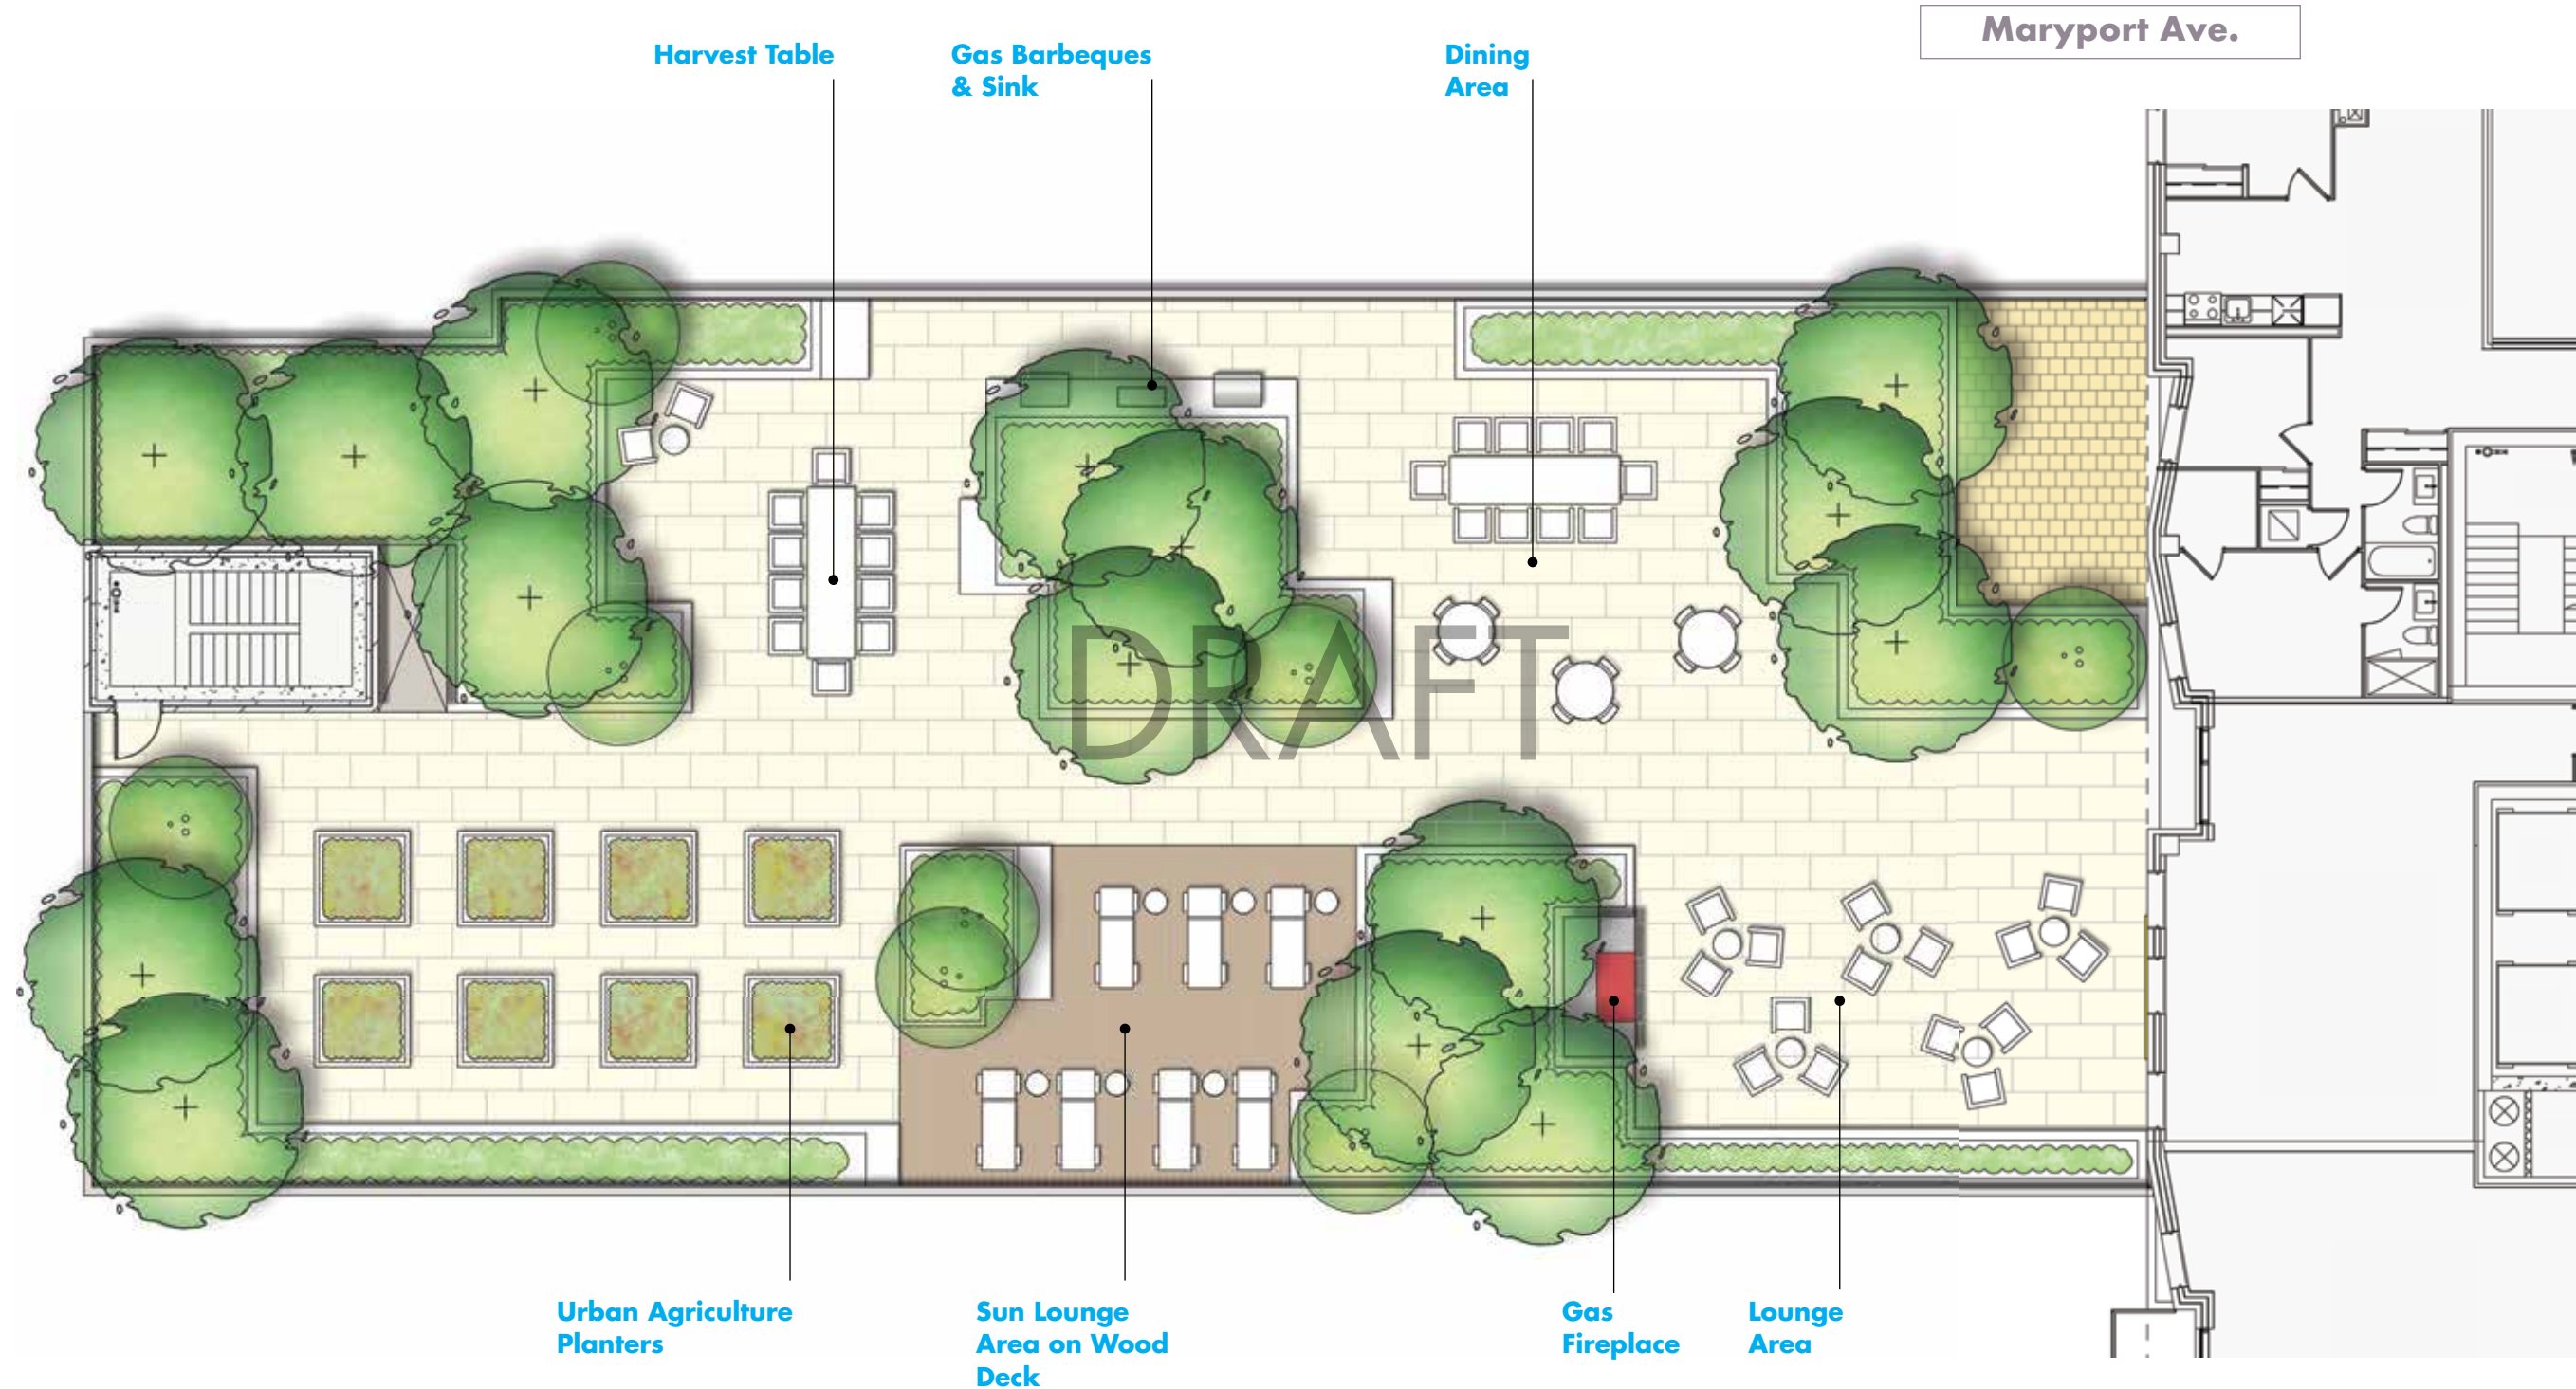 Maryport Ave.
Harvest Table
Gas Barbeques
& Sink
Dining
Area
DRAFT
Urban Agriculture
Planters
Sun Lounge
Area on Wood
Deck
Gas
Fireplace
Lounge
Area